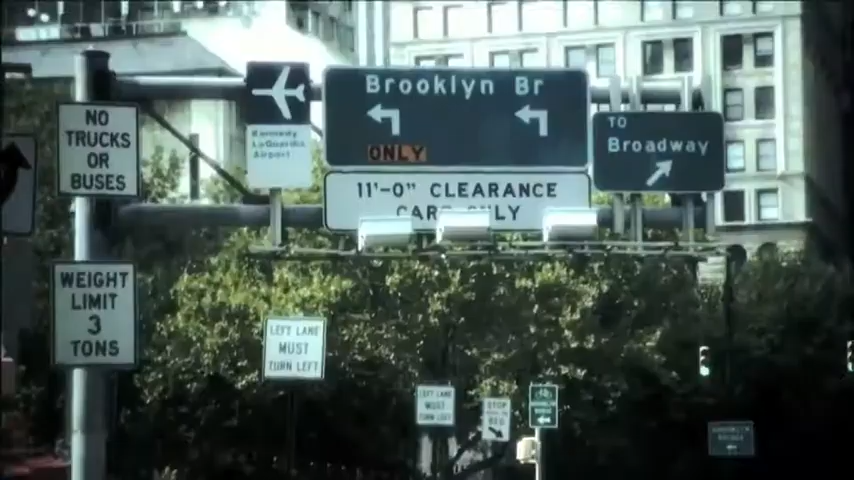 NO
TRUCKS
OR
BUSES
Kennedy
LaGuardia
Airport
Brooklyn Br
ONLY
11'-0" CLEARANCE
CARS ONLY
TO
Broadway
WEIGHT
LIMIT
3
TONS
LEFT LANE
MUST
TURN LEFT
LEFT LANE
MUST
TURN LEFT
STOP
HERE ON
RED